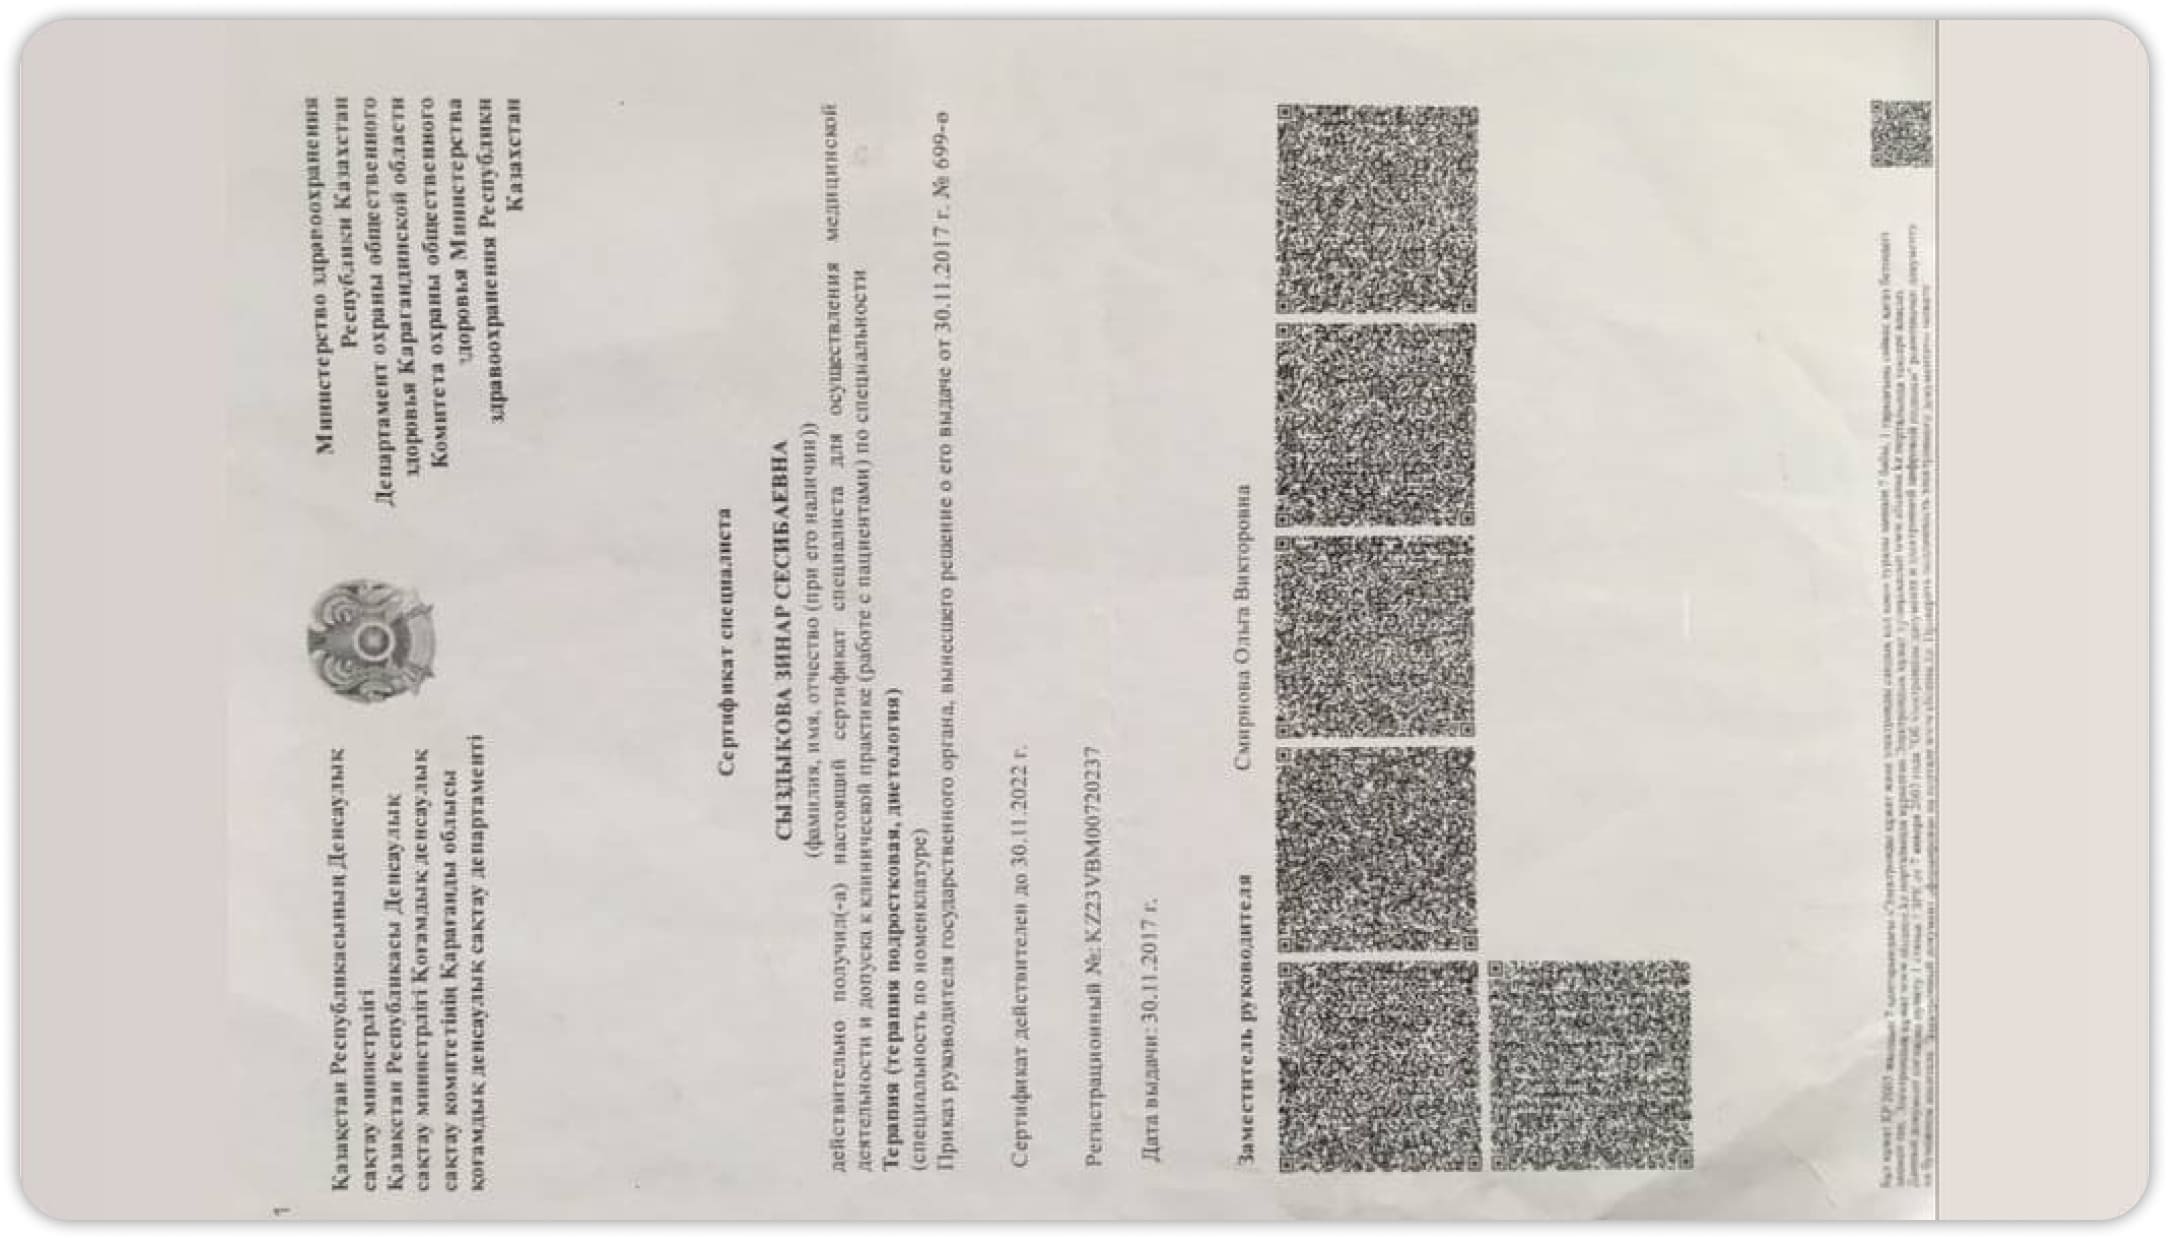 1
Қазақстан Республикасының Денсаулық
сақтау министрлігі
Қазақстан Республикасы Денсаулық
сақтау министрлігі Қоғамдық денсаулық
сақтау комитетінің Қарағанды облысы
қоғамдық денсаулық сақтау департаменті
Министерство здравоохранения
Республики Казахстан
Департамент охраны общественного
здоровья Карагандинской области
Комитета охраны общественного
здоровья Министерства
здравоохранения Республики
Казахстан
Сертификат специалиста
СЫЗДЫКОВА ЗИНАР СЕСИБАЕВНА
(фамилия, имя, отчество (при его наличии))
действительно получил(-а) настоящий сертификат специалиста для осуществления медицинской
деятельности и допуска к клинической практике (работе с пациентами) по специальности
Терапия (терапия подростковая, диетология)
(специальность по номенклатуре)
Приказ руководителя государственного органа, вынесшего решение о его выдаче от 30.11.2017 г. № 699-ө
Сертификат действителен до 30.11.2022 г.
Регистрационный №: KZ23VBM00720237
Дата выдачи: 30.11.2017 г.
Заместитель руководителя Смирнова Ольга Викторовна